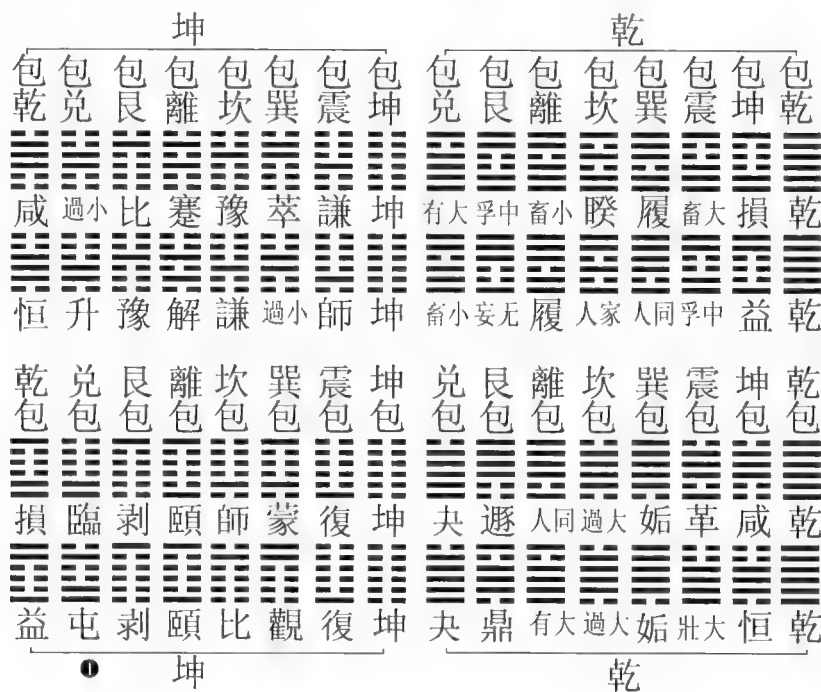 乾 坤
包乾 包坤 包震 包巽 包坎 包離 包艮 包兑 包坤 包震 包巽 包坎 包離 包艮 包兑 包乾
乾 損 大畜 履 睽 小畜 中孚 大有 坤 謙 萃 豫 蹇 比 小過 咸
乾 益 中孚 同人 家人 履 无妄 小畜 坤 師 小過 謙 解 豫 升 恒
乾包 坤包 震包 巽包 坎包 離包 艮包 兑包 坤包 震包 巽包 坎包 離包 艮包 兑包 乾包
乾 咸 革 姤 大過 同人 遯 夬 坤 復 蒙 師 頤 剥 臨 損
乾 恒 大壯 姤 大過 大有 鼎 夬 坤 復 觀 比 頤 剥 屯 益
乾 坤 ❶